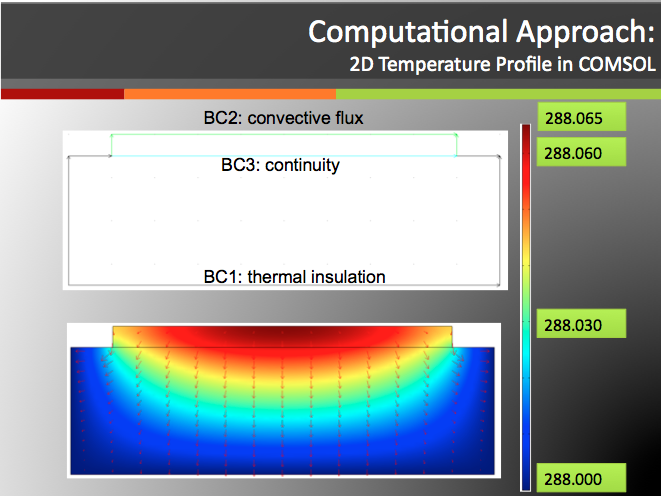 Computational Approach:
2D Temperature Profile in COMSOL
BC2: convective flux
288.065
288.060
BC3: continuity
BC1: thermal insulation
288.030
288.000